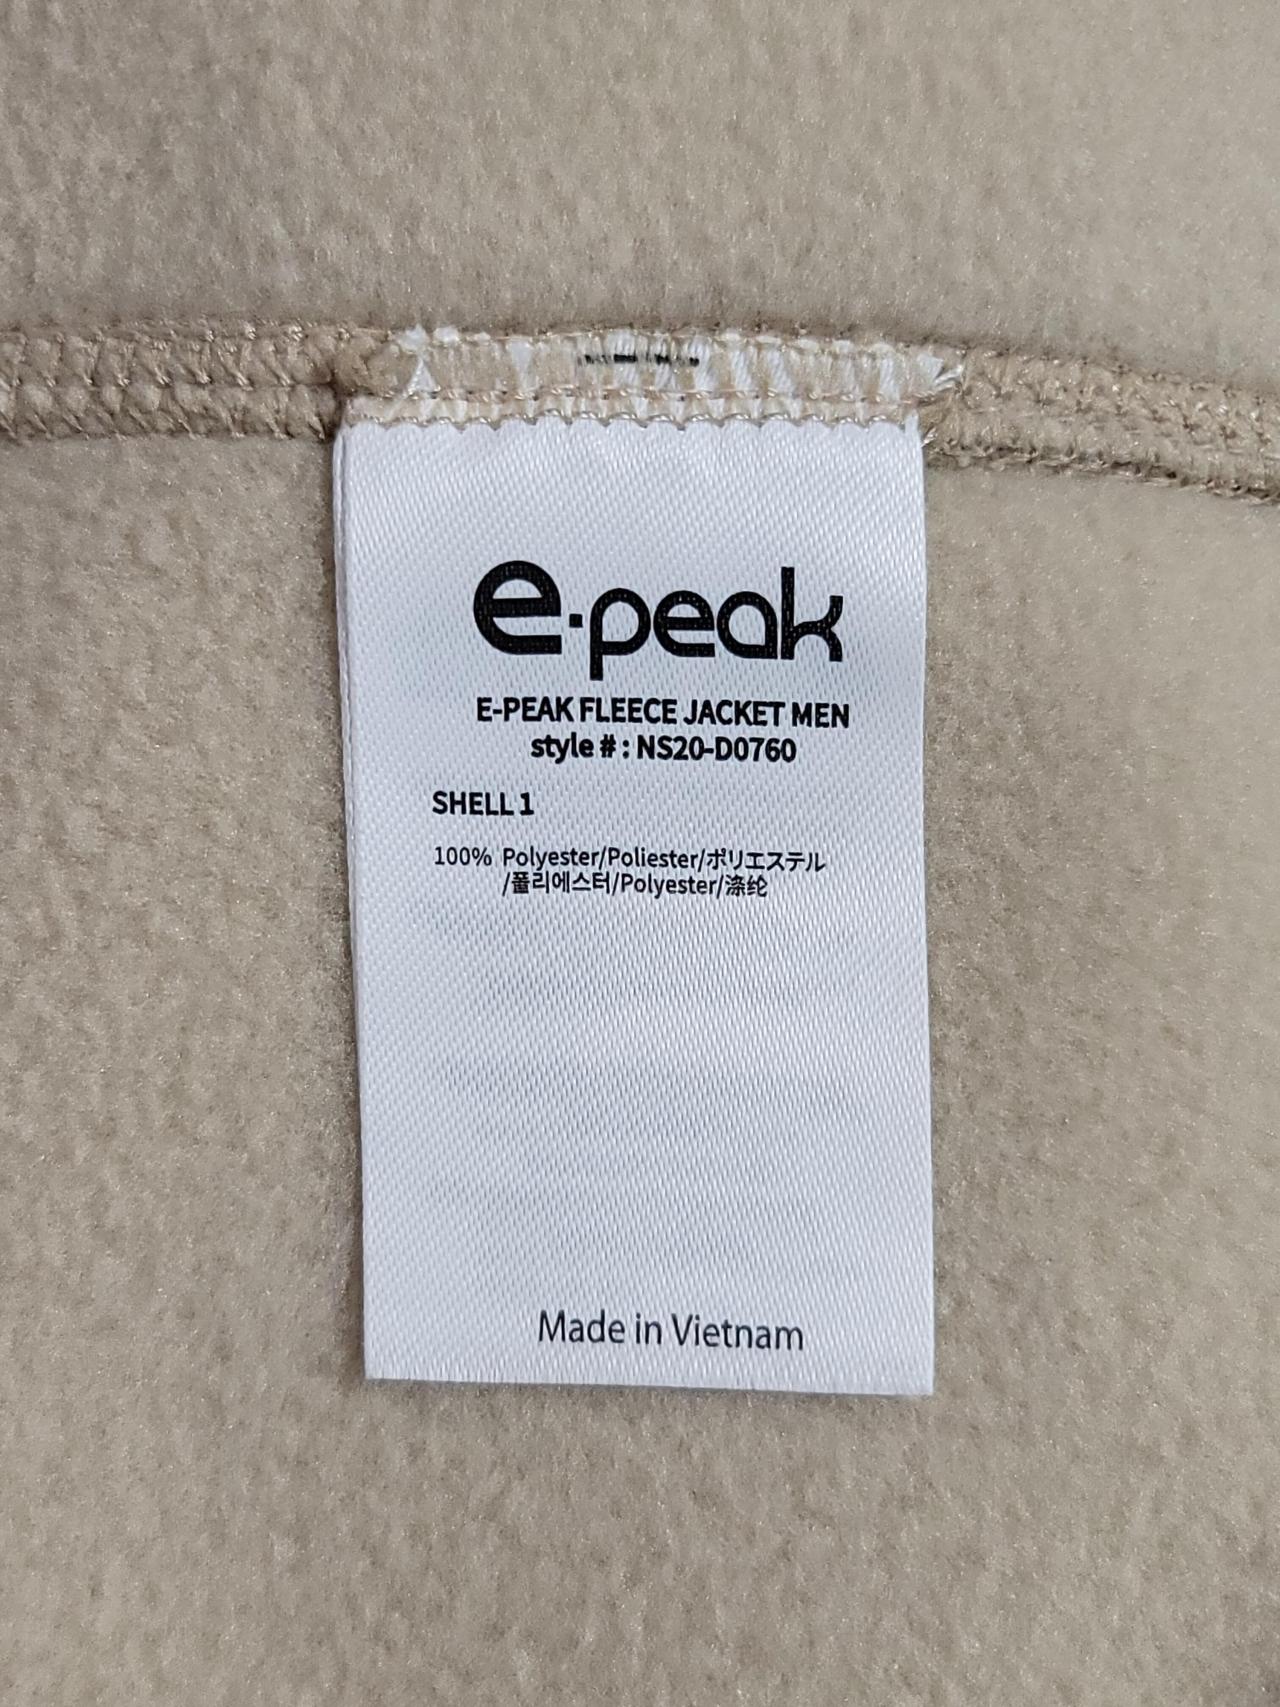 e·peak
E-PEAK FLEECE JACKET MEN
style # : NS20-D0760
SHELL 1
100% Polyester/Poliester/ポリエステル
/폴리에스터/Polyester/涤纶
Made in Vietnam